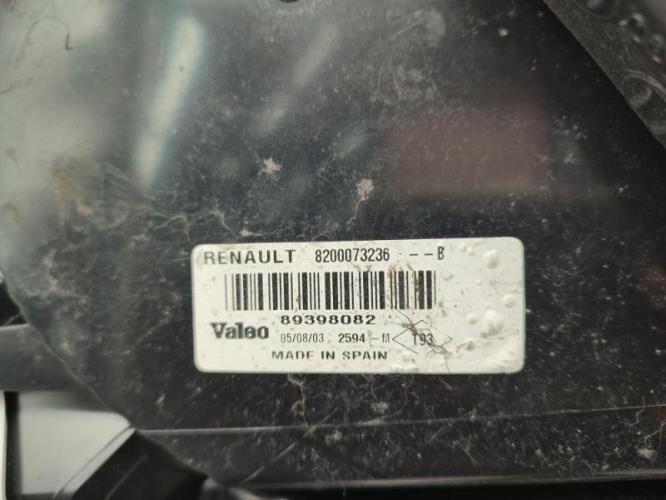 RENAULT 8200073236 --B
89398082
Valeo 05/08/03 2594 -M <T93>
MADE IN SPAIN